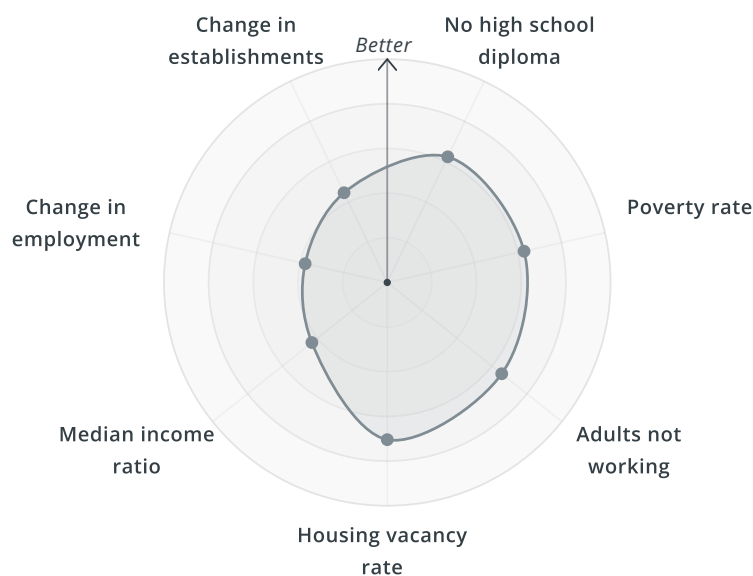 Change in
establishments
Better
No high school
diploma
Change in
employment
Poverty rate
Median income
ratio
Adults not
working
Housing vacancy
rate